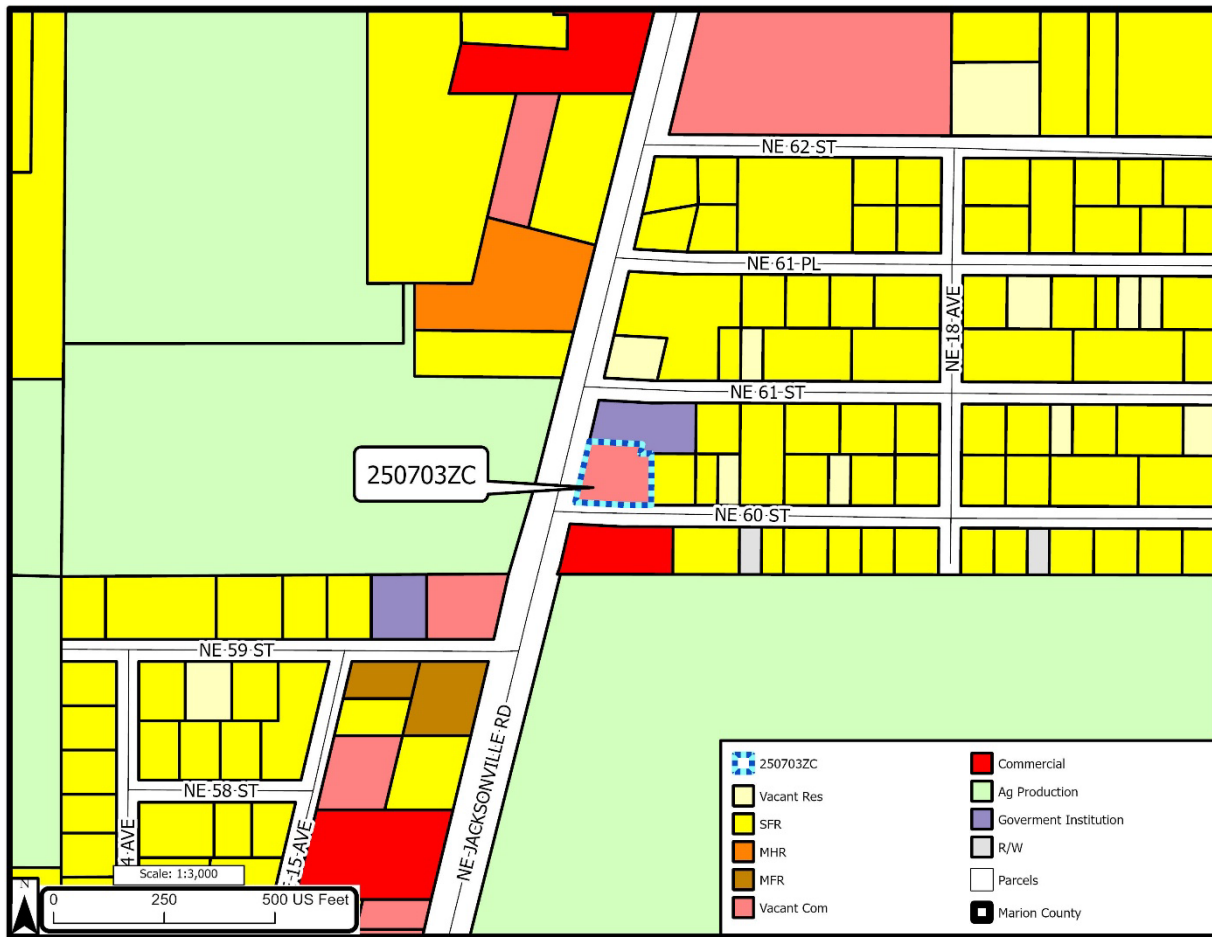 NE 62 ST
NE 61 PL
NE 18 AVE
NE 61 ST
250703ZC
NE 60 ST
NE 59 ST
NE JACKSONVILLE RD
NE 58 ST
4 AVE
15 AVE
Scale: 1:3,000
N
0 250 500 US Feet
250703ZC
Vacant Res
SFR
MHR
MFR
Vacant Com
Commercial
Ag Production
Goverment Institution
R/W
Parcels
Marion County